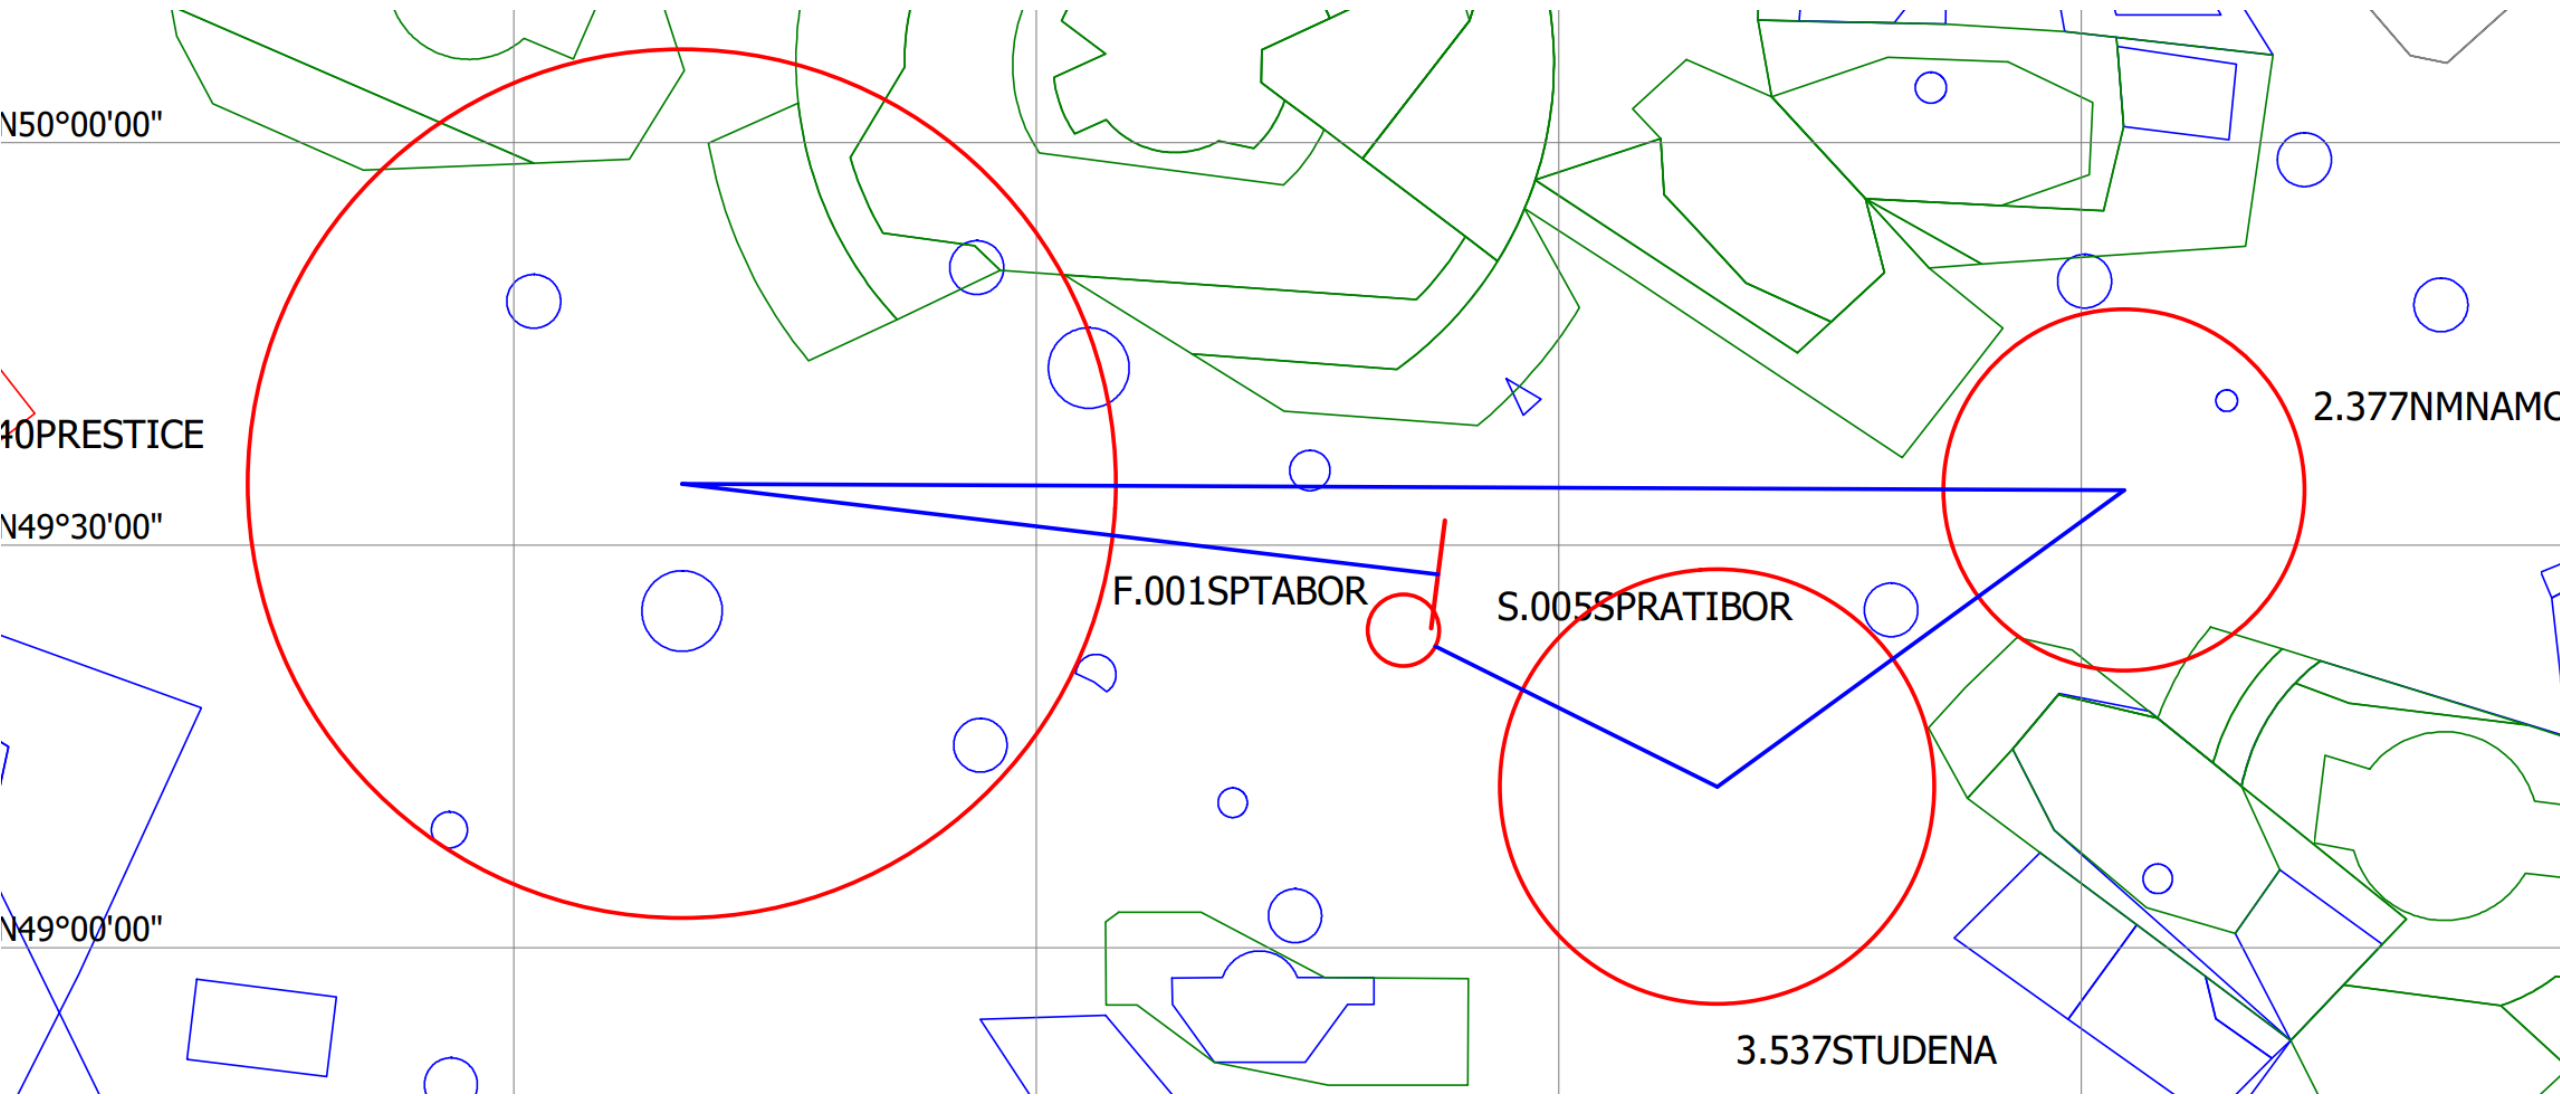 N50°00'00"
2.377NMNAMO
40PRESTICE
N49°30'00"
F.001SPTABOR
S.005SPRATIBOR
N49°00'00"
3.537STUDENA